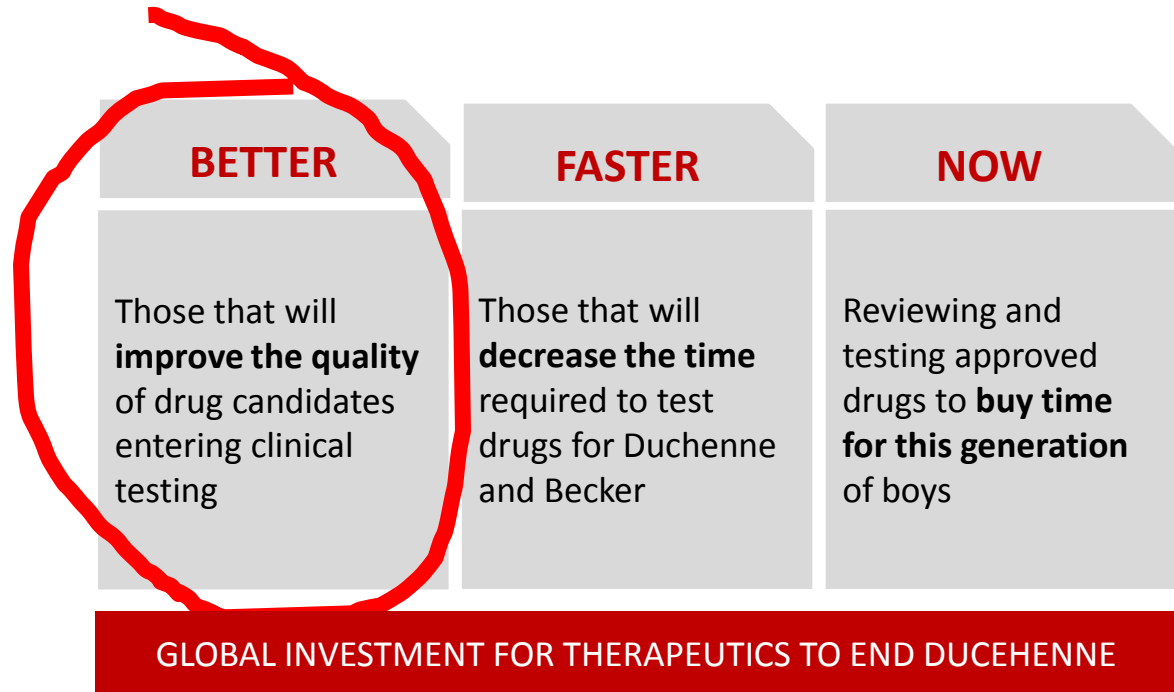 BETTER
Those that will
improve the quality
of drug candidates
entering clinical
testing
FASTER
Those that will
decrease the time
required to test
drugs for Duchenne
and Becker
NOW
Reviewing and
testing approved
drugs to buy time
for this generation
of boys
GLOBAL INVESTMENT FOR THERAPEUTICS TO END DUCEHENNE